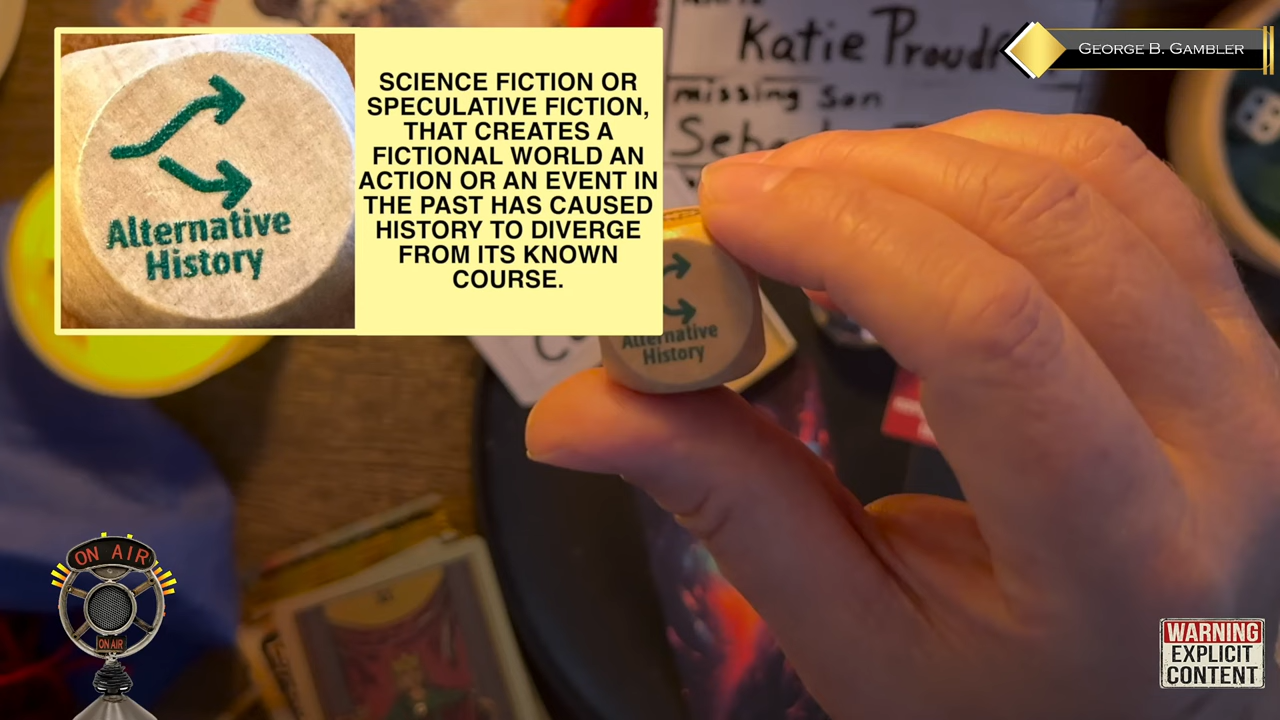 Katie
GEORGE B. GAMBLER
missing son
Alternative
History
SCIENCE FICTION OR
SPECULATIVE FICTION,
THAT CREATES A
FICTIONAL WORLD AN
ACTION OR AN EVENT IN
THE PAST HAS CAUSED
HISTORY TO DIVERGE
FROM ITS KNOWN
COURSE.
Alternative
History
ON AIR
ON AIR
WARNING
EXPLICIT
CONTENT